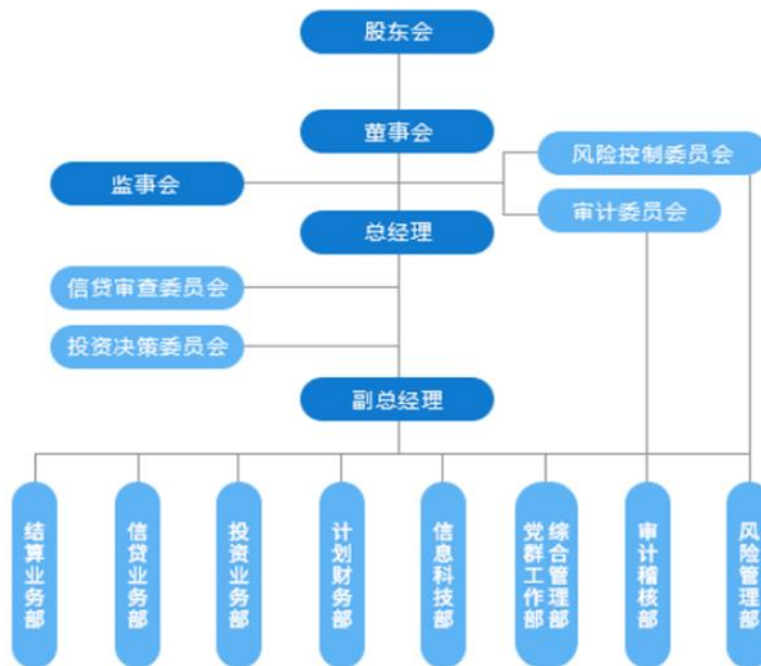 股东会
董事会
风险控制委员会
监事会
审计委员会
总经理
信贷审查委员会
投资决策委员会
副总经理
结算业务部
信贷业务部
投资业务部
计划财务部
信息科技部
综合管理部
党群工作部
审计稽核部
风险管理部